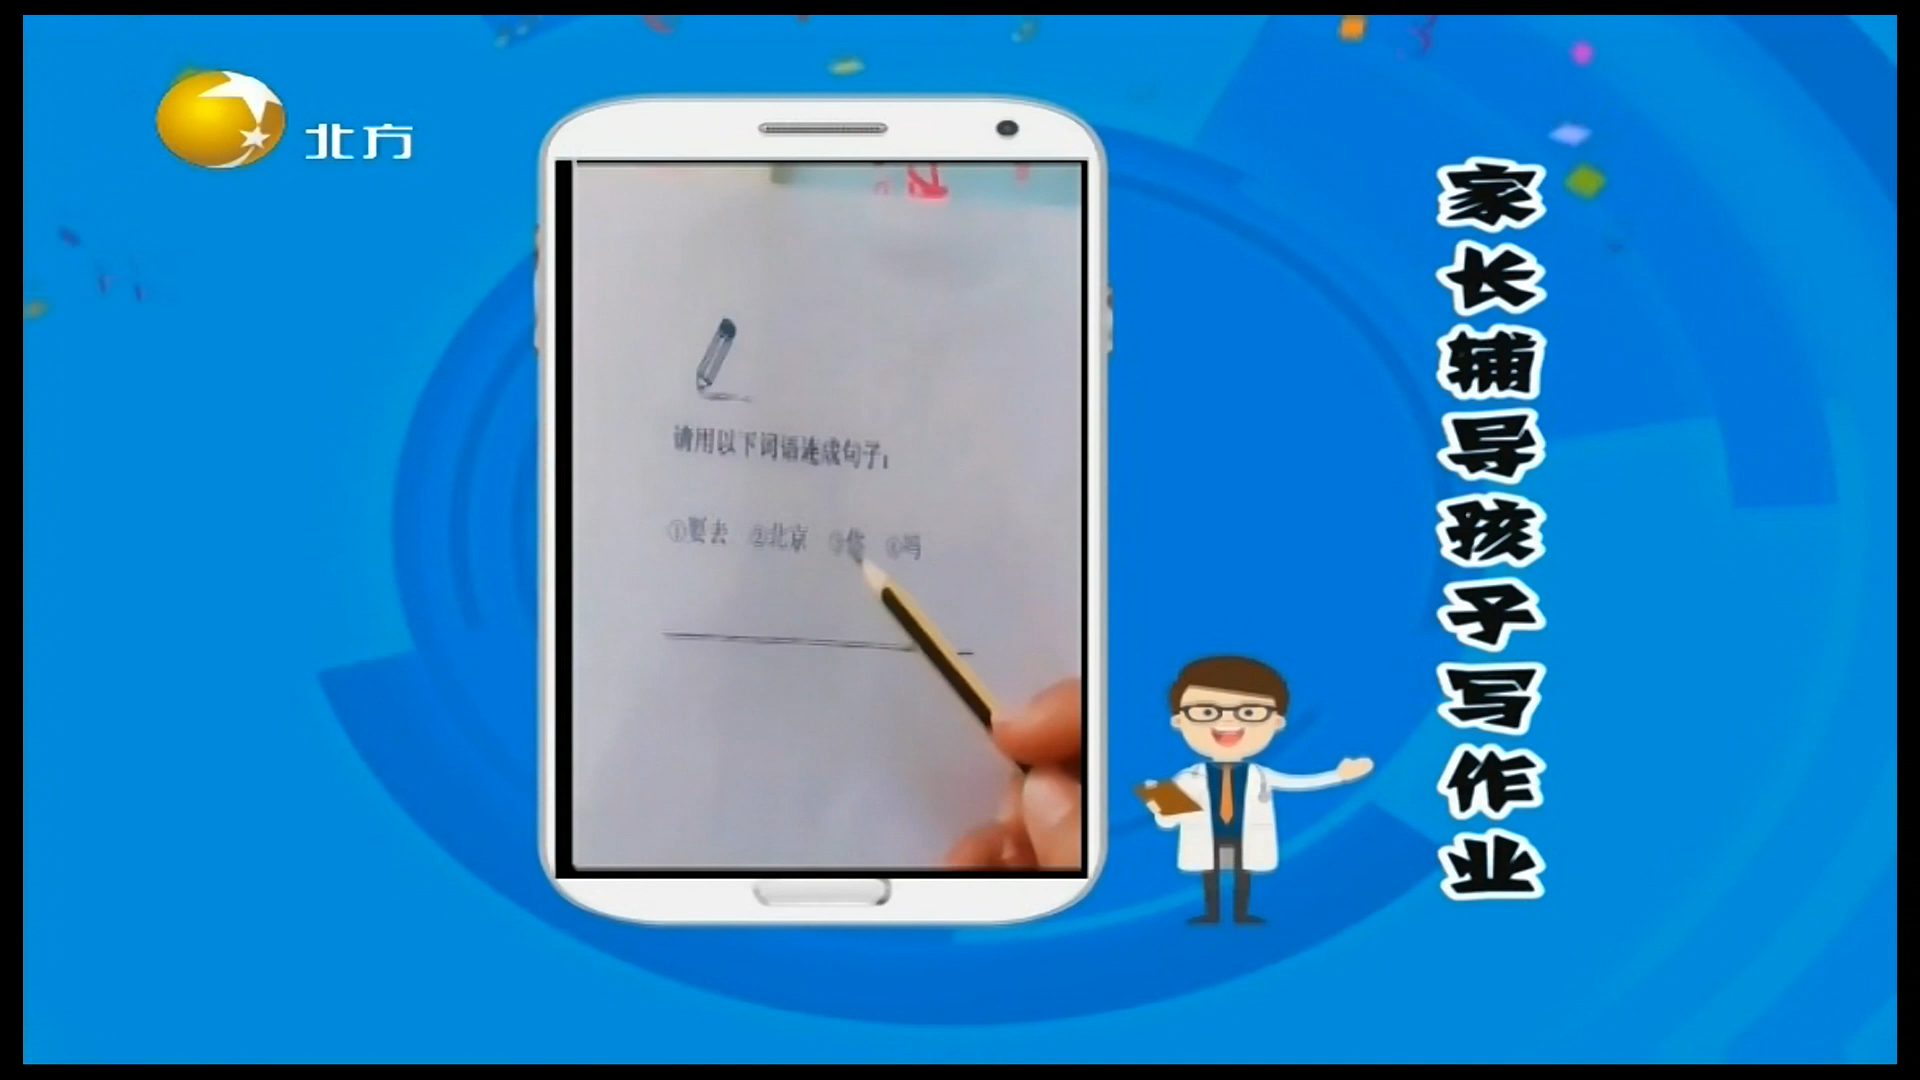 北方
请用以下词语连成句子：
①要去 ②北京 ③你 ④吗
家长辅导孩子写作业